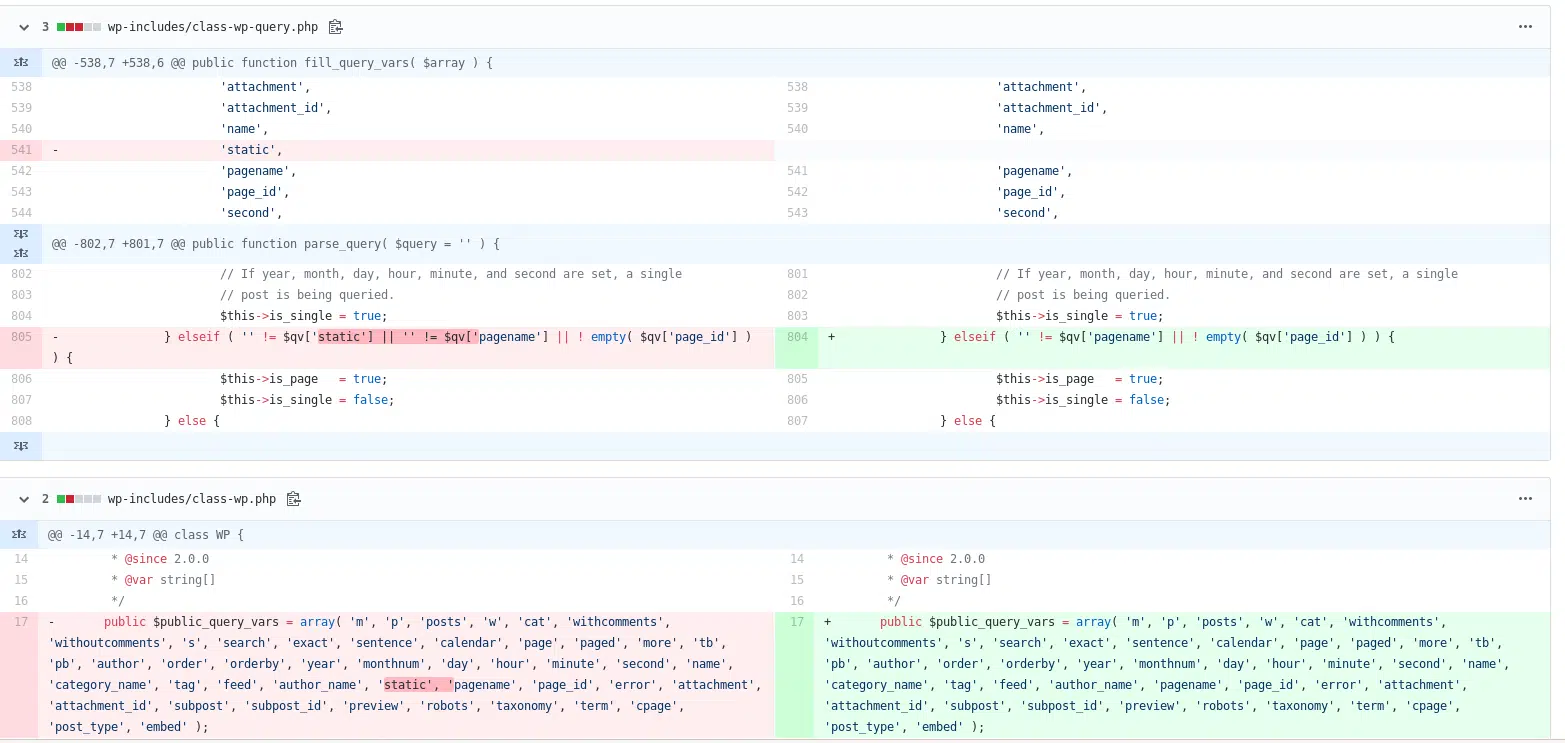 3 wp-includes/class-wp-query.php
@@ -538,7 +538,6 @@ public function fill_query_vars( $array ) {
538 'attachment', 538 'attachment',
539 'attachment_id', 539 'attachment_id',
540 'name', 540 'name',
541 - 'static',
542 'pagename', 541 'pagename',
543 'page_id', 542 'page_id',
544 'second', 543 'second',
@@ -802,7 +801,7 @@ public function parse_query( $query = '' ) {
802 // If year, month, day, hour, minute, and second are set, a single 801 // If year, month, day, hour, minute, and second are set, a single
803 // post is being queried. 802 // post is being queried.
804 $this->is_single = true; 803 $this->is_single = true;
805 - } elseif ( '' != $qv['static'] || '' != $qv['pagename'] || ! empty( $qv['page_id'] ) 804 + } elseif ( '' != $qv['pagename'] || ! empty( $qv['page_id'] ) ) {
) {
806 $this->is_page = true; 805 $this->is_page = true;
807 $this->is_single = false; 806 $this->is_single = false;
808 } else { 807 } else {
2 wp-includes/class-wp.php
@@ -14,7 +14,7 @@ class WP {
14 * @since 2.0.0 14 * @since 2.0.0
15 * @var string[] 15 * @var string[]
16 */ 16 */
17 - public $public_query_vars = array( 'm', 'p', 'posts', 'w', 'cat', 'withcomments', 17 + public $public_query_vars = array( 'm', 'p', 'posts', 'w', 'cat', 'withcomments',
'withoutcomments', 's', 'search', 'exact', 'sentence', 'calendar', 'page', 'paged', 'more', 'tb', 'withoutcomments', 's', 'search', 'exact', 'sentence', 'calendar', 'page', 'paged', 'more', 'tb',
'pb', 'author', 'order', 'orderby', 'year', 'monthnum', 'day', 'hour', 'minute', 'second', 'name', 'pb', 'author', 'order', 'orderby', 'year', 'monthnum', 'day', 'hour', 'minute', 'second', 'name',
'category_name', 'tag', 'feed', 'author_name', 'static', 'pagename', 'page_id', 'error', 'attachment', 'category_name', 'tag', 'feed', 'author_name', 'pagename', 'page_id', 'error', 'attachment',
'attachment_id', 'subpost', 'subpost_id', 'preview', 'robots', 'taxonomy', 'term', 'cpage', 'attachment_id', 'subpost', 'subpost_id', 'preview', 'robots', 'taxonomy', 'term', 'cpage',
'post_type', 'embed' ); 'post_type', 'embed' );